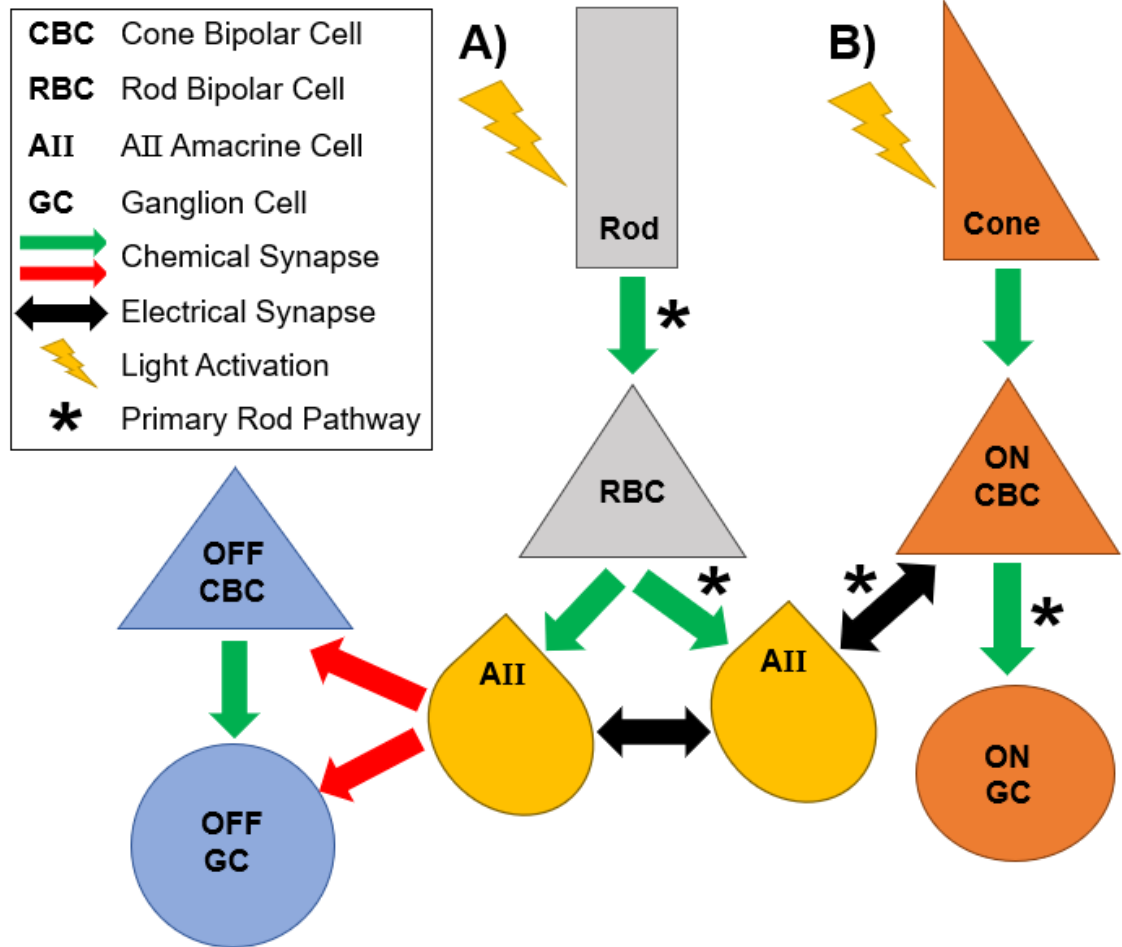 CBC Cone Bipolar Cell
RBC Rod Bipolar Cell
AII AII Amacrine Cell
GC Ganglion Cell
Chemical Synapse
Electrical Synapse
Light Activation
* Primary Rod Pathway
A)
Rod
*
RBC
*
AII
AII
OFF
CBC
OFF
GC
B)
Cone
ON
CBC
*
*
ON
GC